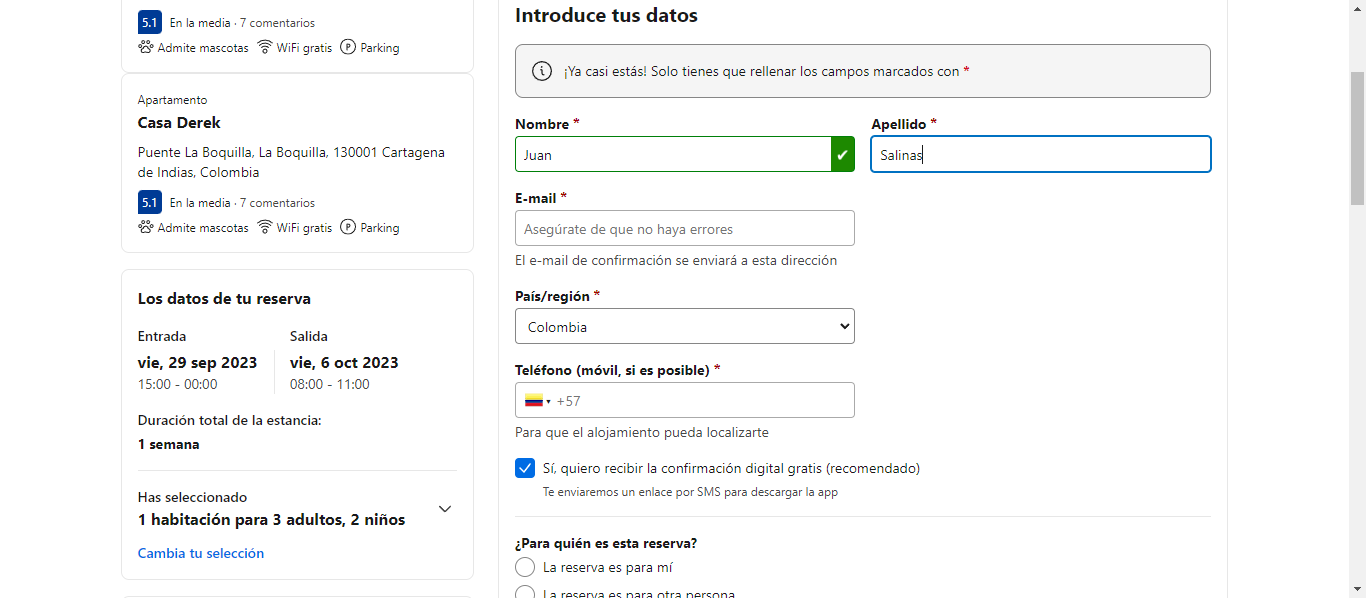 5.1 En la media · 7 comentarios
Admite mascotas WiFi gratis Parking
Apartamento
Casa Derek
Puente La Boquilla, La Boquilla, 130001 Cartagena
de Indias, Colombia
5.1 En la media · 7 comentarios
Admite mascotas WiFi gratis Parking
Los datos de tu reserva
Entrada Salida
vie, 29 sep 2023 vie, 6 oct 2023
15:00 - 00:00 08:00 - 11:00
Duración total de la estancia:
1 semana
Has seleccionado
1 habitación para 3 adultos, 2 niños
Cambia tu selección
Introduce tus datos
¡Ya casi estás! Solo tienes que rellenar los campos marcados con *
Nombre * Apellido *
Juan Salinas
E-mail *
Asegúrate de que no haya errores
El e-mail de confirmación se enviará a esta dirección
País/región *
Colombia
Teléfono (móvil, si es posible) *
+57
Para que el alojamiento pueda localizarte
Sí, quiero recibir la confirmación digital gratis (recomendado)
Te enviaremos un enlace por SMS para descargar la app
¿Para quién es esta reserva?
La reserva es para mí
La reserva es para otra persona